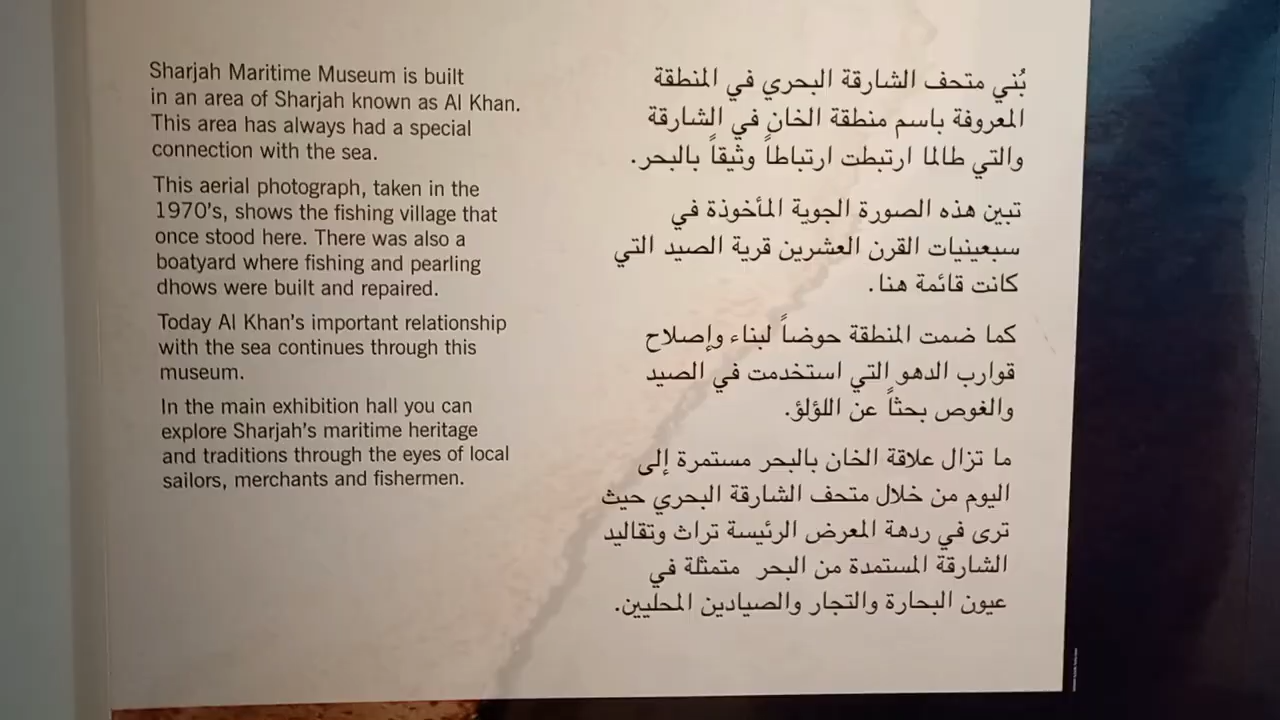 Sharjah Maritime Museum is built
in an area of Sharjah known as Al Khan.
This area has always had a special
connection with the sea.
This aerial photograph, taken in the
1970's, shows the fishing village that
once stood here. There was also a
boatyard where fishing and pearling
dhows were built and repaired.
Today Al Khan's important relationship
with the sea continues through this
museum.
In the main exhibition hall you can
explore Sharjah's maritime heritage
and traditions through the eyes of local
sailors, merchants and fishermen.
بُني متحف الشارقة البحري في المنطقة
المعروفة باسم منطقة الخان في الشارقة
والتي طالما ارتبطت ارتباطاً وثيقاً بالبحر.
تبين هذه الصورة الجوية المأخوذة في
سبعينيات القرن العشرين قرية الصيد التي
كانت قائمة هنا.
كما ضمت المنطقة حوضاً لبناء وإصلاح
قوارب الدهو التي استخدمت في الصيد
والغوص بحثاً عن اللؤلؤ.
ما تزال علاقة الخان بالبحر مستمرة إلى
اليوم من خلال متحف الشارقة البحري حيث
ترى في ردهة المعرض الرئيسة تراث وتقاليد
الشارقة المستمدة من البحر متمثلة في
عيون البحارة والتجار والصيادين المحليين.